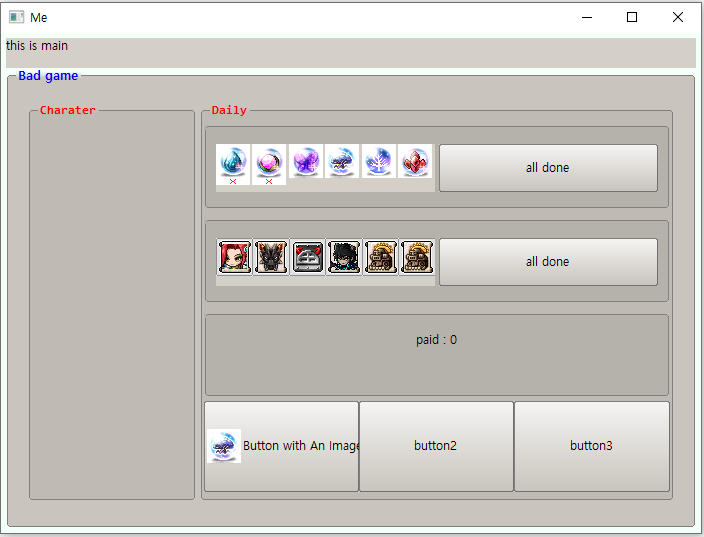 Me
this is main
Bad game
Charater
Daily
all done
all done
paid : 0
Button with An Image
button2
button3